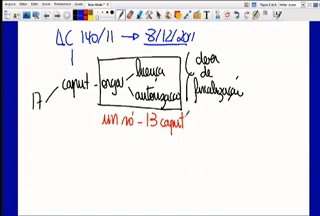 LC 140/11 → 8/12/2011
17 caput - órgão licença autorização
dever de fiscalização
um só - 13 caput